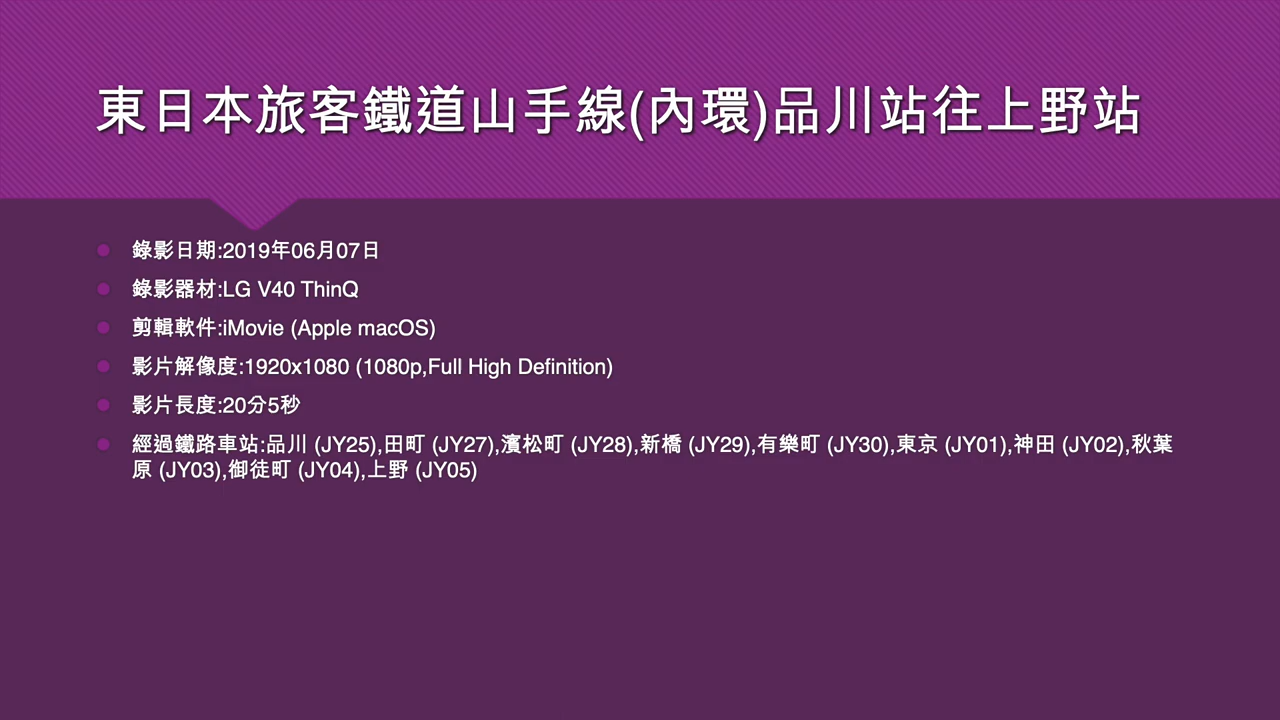 東日本旅客鐵道山手線(內環)品川站往上野站
錄影日期:2019年06月07日
錄影器材:LG V40 ThinQ
剪輯軟件:iMovie (Apple macOS)
影片解像度:1920x1080 (1080p,Full High Definition)
影片長度:20分5秒
經過鐵路車站:品川 (JY25),田町 (JY27),濱松町 (JY28),新橋 (JY29),有樂町 (JY30),東京 (JY01),神田 (JY02),秋葉
原 (JY03),御徒町 (JY04),上野 (JY05)